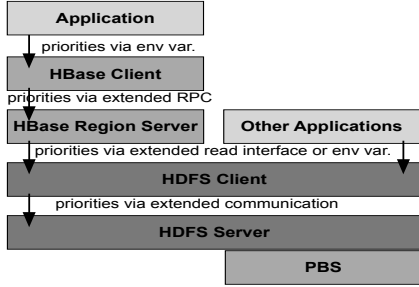 Application
priorities via env var.
HBase Client
priorities via extended RPC
HBase Region Server Other Applications
priorities via extended read interface or env var.
HDFS Client
priorities via extended communication
HDFS Server
PBS